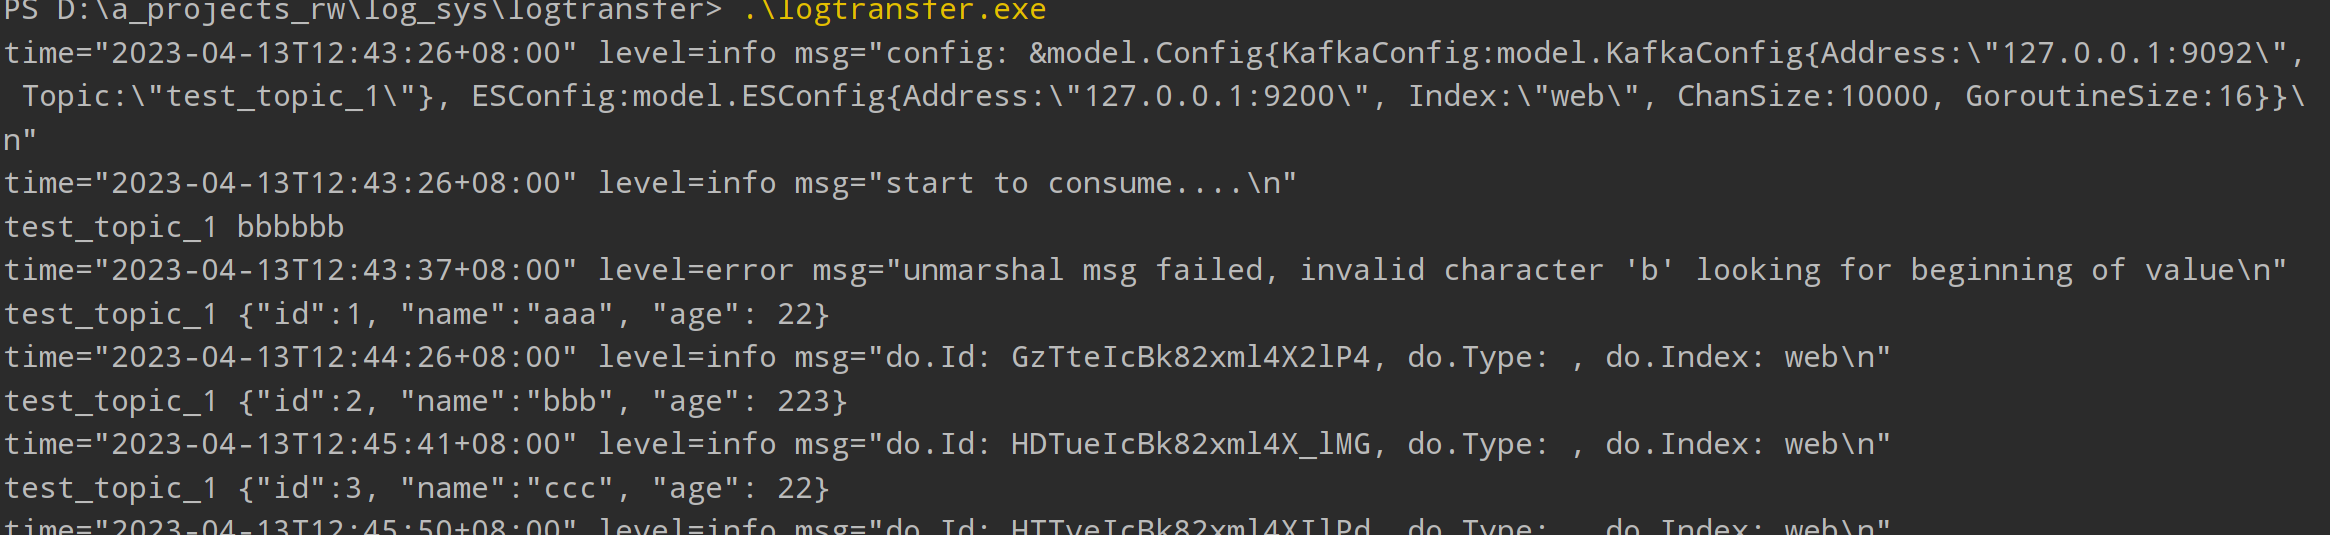 PS D:\a_projects_rw\log_sys\logtransfer> .\logtransfer.exe
time="2023-04-13T12:43:26+08:00" level=info msg="config: &model.Config{KafkaConfig:model.KafkaConfig{Address:\"127.0.0.1:9092\",
 Topic:\"test_topic_1\"}, ESConfig:model.ESConfig{Address:\"127.0.0.1:9200\", Index:\"web\", ChanSize:10000, GoroutineSize:16}}\
n"
time="2023-04-13T12:43:26+08:00" level=info msg="start to consume....\n"
test_topic_1 bbbbbb
time="2023-04-13T12:43:37+08:00" level=error msg="unmarshal msg failed, invalid character 'b' looking for beginning of value\n"
test_topic_1 {"id":1, "name":"aaa", "age": 22}
time="2023-04-13T12:44:26+08:00" level=info msg="do.Id: GzTteIcBk82xml4X2lP4, do.Type: , do.Index: web\n"
test_topic_1 {"id":2, "name":"bbb", "age": 223}
time="2023-04-13T12:45:41+08:00" level=info msg="do.Id: HDTueIcBk82xml4X_lMG, do.Type: , do.Index: web\n"
test_topic_1 {"id":3, "name":"ccc", "age": 22}
time="2023-04-13T12:45:50+08:00" level=info msg="do.Id: HTTveIcBk82xml4XIlPd, do.Type: , do.Index: web\n"